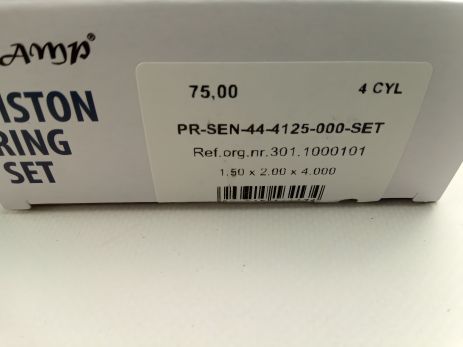 AMP®
ISTON
RING
SET
75,00 4 CYL
PR-SEN-44-4125-000-SET
Ref.org.nr.301.1000101
1.50 x 2.00 x 4.000